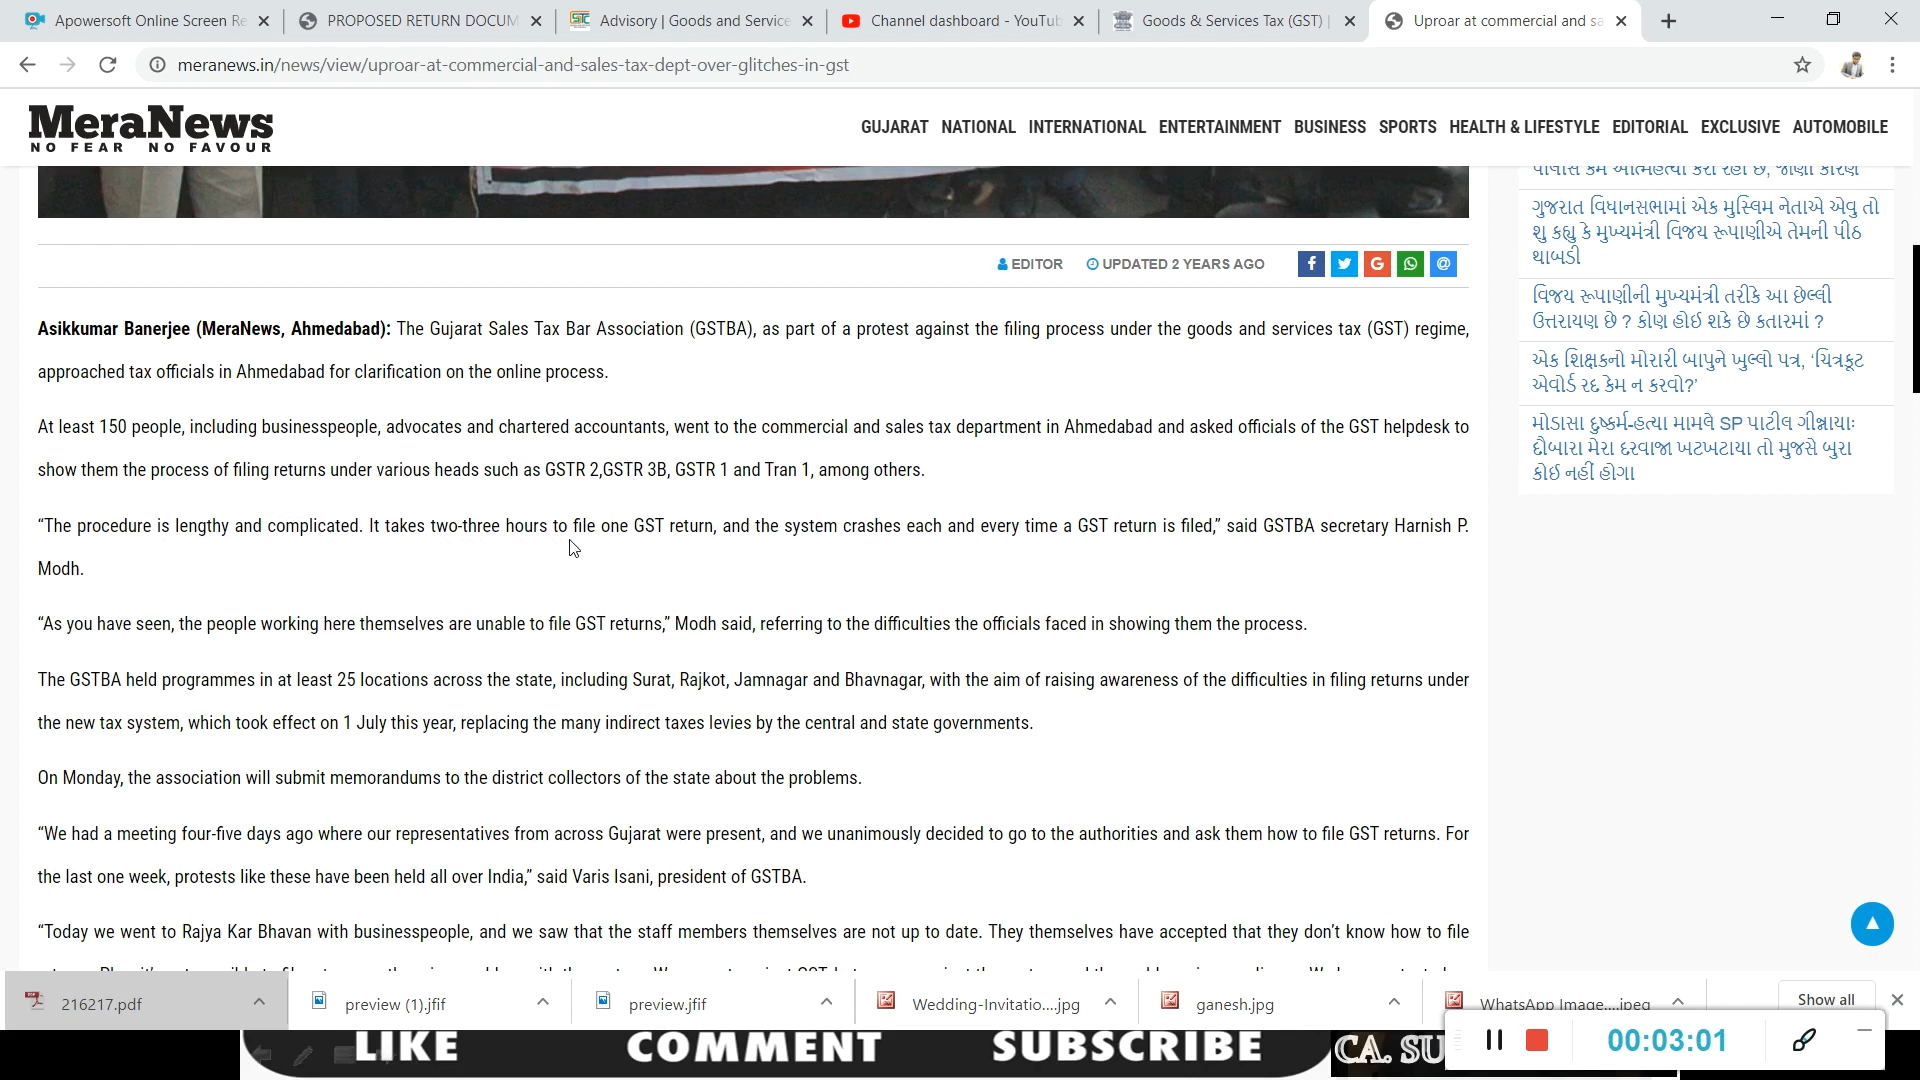 Apowersoft Online Screen Re
PROPOSED RETURN DOCUM
Advisory | Goods and Service
Channel dashboard - YouTub
Goods & Services Tax (GST) |
Uproar at commercial and sa
meranews.in/news/view/uproar-at-commercial-and-sales-tax-dept-over-glitches-in-gst
MeraNews
NO FEAR NO FAVOUR
GUJARAT NATIONAL INTERNATIONAL ENTERTAINMENT BUSINESS SPORTS HEALTH & LIFESTYLE EDITORIAL EXCLUSIVE AUTOMOBILE
EDITOR UPDATED 2 YEARS AGO
Asikkumar Banerjee (MeraNews, Ahmedabad): The Gujarat Sales Tax Bar Association (GSTBA), as part of a protest against the filing process under the goods and services tax (GST) regime,
approached tax officials in Ahmedabad for clarification on the online process.
At least 150 people, including businesspeople, advocates and chartered accountants, went to the commercial and sales tax department in Ahmedabad and asked officials of the GST helpdesk to
show them the process of filing returns under various heads such as GSTR 2,GSTR 3B, GSTR 1 and Tran 1, among others.
“The procedure is lengthy and complicated. It takes two-three hours to file one GST return, and the system crashes each and every time a GST return is filed,” said GSTBA secretary Harnish P.
Modh.
“As you have seen, the people working here themselves are unable to file GST returns,” Modh said, referring to the difficulties the officials faced in showing them the process.
The GSTBA held programmes in at least 25 locations across the state, including Surat, Rajkot, Jamnagar and Bhavnagar, with the aim of raising awareness of the difficulties in filing returns under
the new tax system, which took effect on 1 July this year, replacing the many indirect taxes levies by the central and state governments.
On Monday, the association will submit memorandums to the district collectors of the state about the problems.
“We had a meeting four-five days ago where our representatives from across Gujarat were present, and we unanimously decided to go to the authorities and ask them how to file GST returns. For
the last one week, protests like these have been held all over India,” said Varis Isani, president of GSTBA.
“Today we went to Rajya Kar Bhavan with businesspeople, and we saw that the staff members themselves are not up to date. They themselves have accepted that they don't know how to file
ગુજરાત વિધાનસભામાં એક મુસ્લિમ નેતાએ એવુ તો
શુ કહ્યુ કે મુખ્યમંત્રી વિજય રૂપાણીએ તેમની પીઠ
થાબડી
વિજય રૂપાણીની મુખ્યમંત્રી તરીકે આ છેલ્લી
ઉત્તરાયણ છે ? કોણ હોઈ શકે છે કતારમાં ?
એક શિક્ષકનો મોરારી બાપુને ખુલ્લો પત્ર, ‘ચિત્રકૂટ
એવોર્ડ રદ્દ કેમ ન કરવો?’
મોડાસા દુષ્કર્મ-હત્યા મામલે SP પાટીલ ગીન્નાયાઃ
દૌબારા મેરા દરવાજા ખટખટાયા તો મુજસે બુરા
કોઈ નહીં હોગા
216217.pdf
preview (1).jfif
preview.jfif
Wedding-Invitatio....jpg
ganesh.jpg
WhatsApp Image....jpeg
Show all
LIKE COMMENT SUBSCRIBE CA. SU
00:03:01